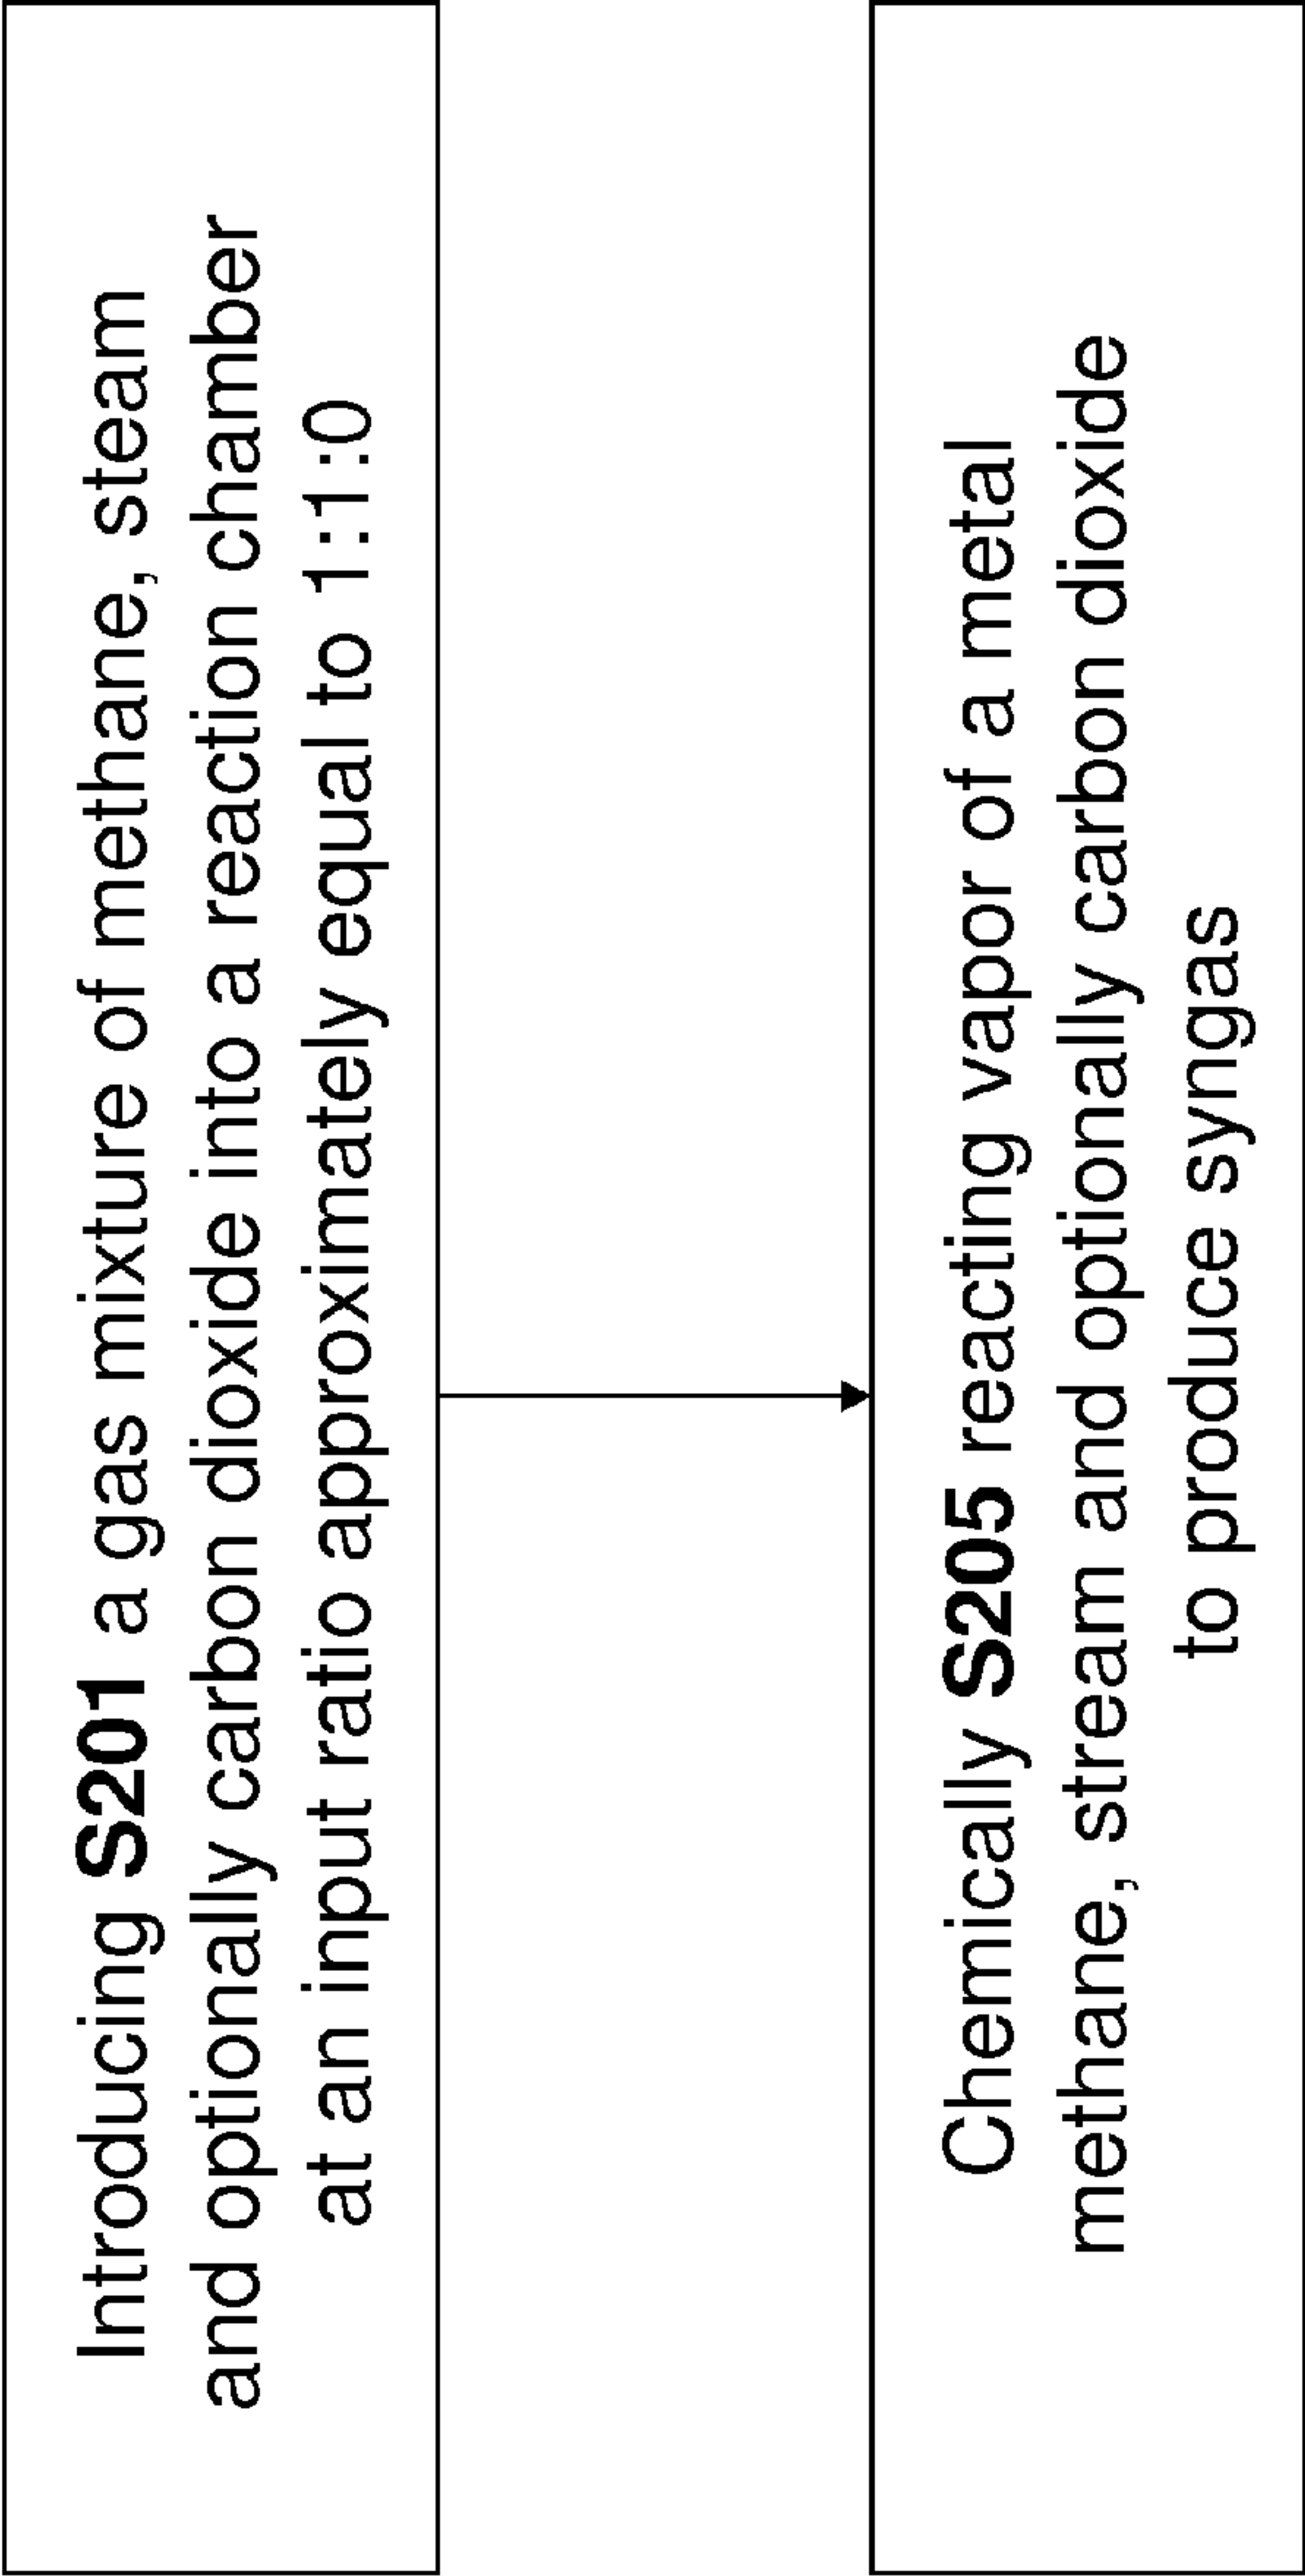 Introducing S201 a gas mixture of methane, steam
and optionally carbon dioxide into a reaction chamber
at an input ratio approximately equal to 1:1:0
Chemically S205 reacting vapor of a metal
methane, stream and optionally carbon dioxide
to produce syngas